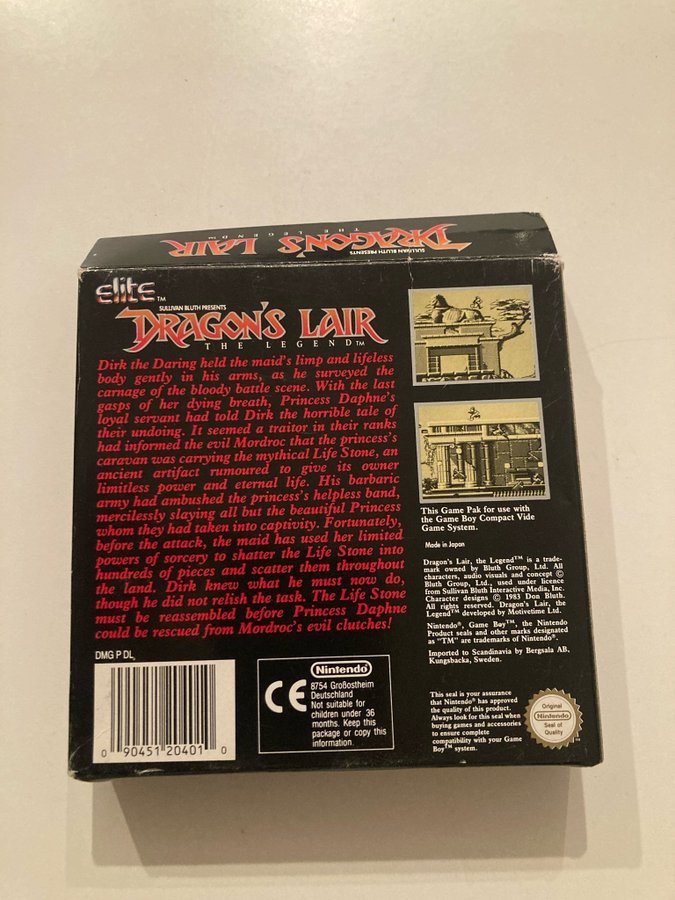 SULLIVAN BLUTH PRESENTS
DRAGON'S LAIR
THE LEGEND™
elite™
SULLIVAN BLUTH PRESENTS
DRAGON'S LAIR
THE LEGEND™
Dirk the Daring held the maid's limp and lifeless
body gently in his arms, as he surveyed the
carnage of the bloody battle scene. With the last
gasps of her dying breath, Princess Daphne's
loyal servant had told Dirk the horrible tale of
their undoing. It seemed a traitor in their ranks
had informed the evil Mordroc that the princess's
caravan was carrying the mythical Life Stone, an
ancient artifact rumoured to give its owner
limitless power and eternal life. His barbaric
army had ambushed the princess's helpless band,
mercilessly slaying all but the beautiful Princess
whom they had taken into captivity. Fortunately,
before the attack, the maid has used her limited
powers of sorcery to shatter the Life Stone into
hundreds of pieces and scatter them throughout
the land. Dirk knew what he must now do,
though he did not relish the task. The Life Stone
must be reassembled before Princess Daphne
could be rescued from Mordroc's evil clutches!
This Game Pak for use with
the Game Boy Compact Vide
Game System.
Made in Japan
Dragon's Lair, the Legend™ is a trade-
mark owned by Bluth Group, Ltd. All
characters, audio visuals and concept ©
Bluth Group, Ltd., used under licence
from Sullivan Bluth Interactive Media, Inc.
Character designs © 1983 Don Bluth.
All rights reserved. Dragon's Lair, the
Legend™ developed by Motivetime Ltd.
Nintendo®, Game Boy™, the Nintendo
Product seals and other marks designated
as "TM" are trademarks of Nintendo®.
Imported to Scandinavia by Bergsala AB,
Kungsbacka, Sweden.
DMG P DL
0 90451 20401 0
CE
Nintendo®
8754 Großostheim
Deutschland
Not suitable for
children under 36
months. Keep this
package or copy this
information.
This seal is your assurance
that Nintendo® has approved
the quality of this product.
Always look for this seal when
buying games and accessories
to ensure complete
compatibility with your Game
Boy™ system.
Original
Nintendo
Seal of
Quality